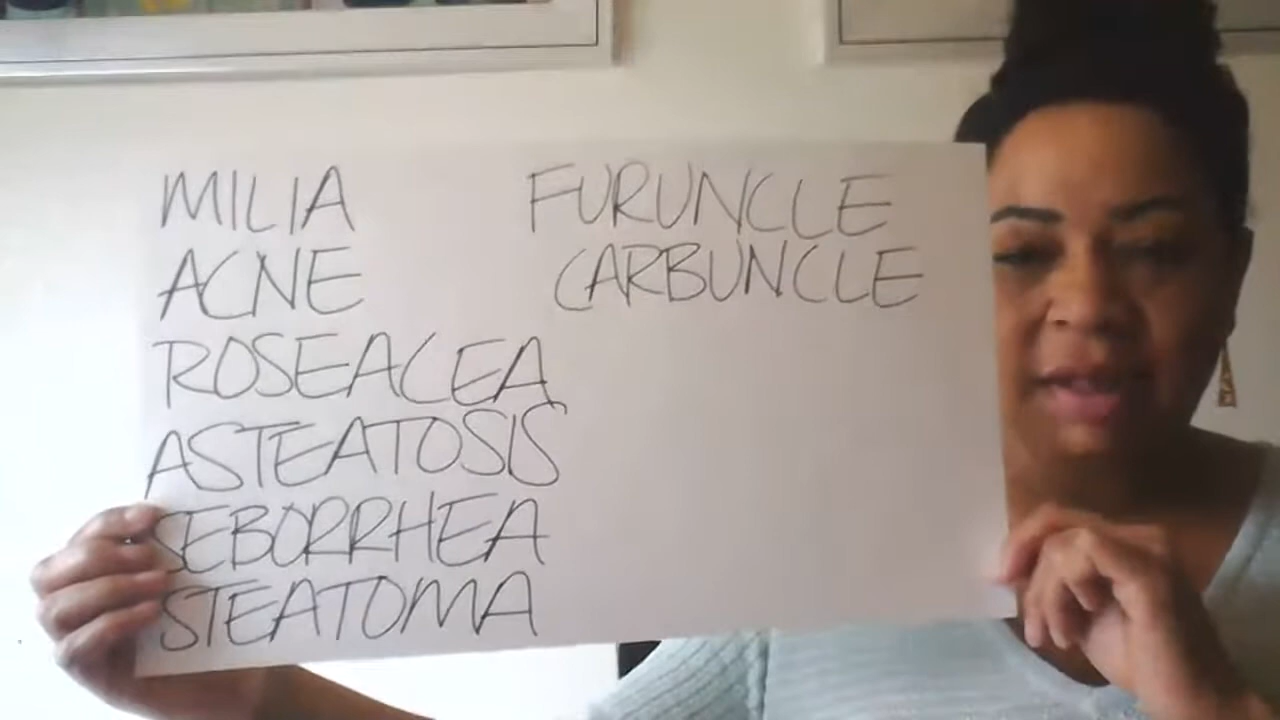 MILIA
ACNE
ROSEACEA
ASTEATOSIS
SEBORRHEA
STEATOMA
FURUNCLE
CARBUNCLE